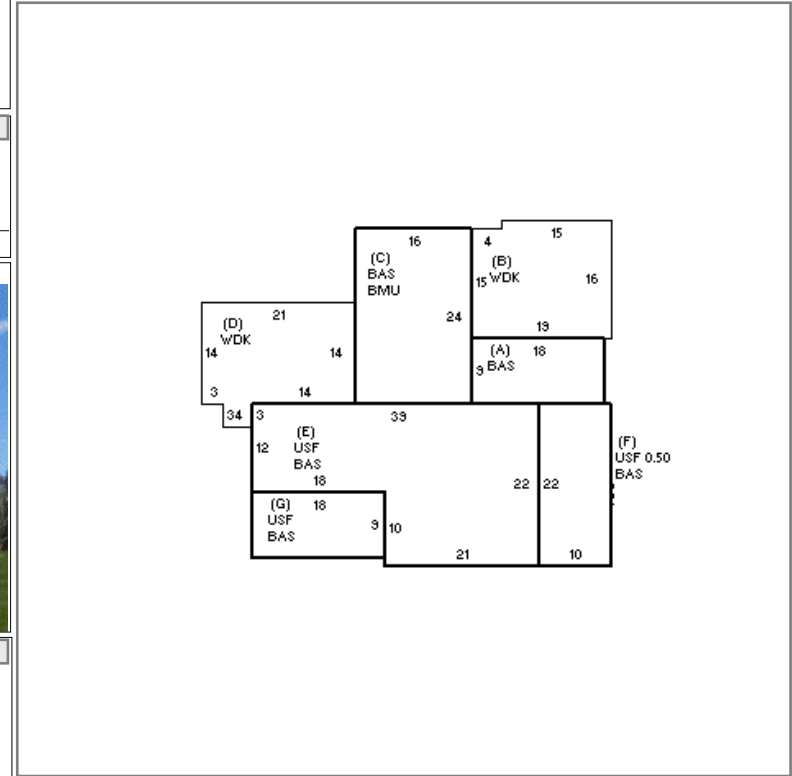 15
16
4
(B)
WDK
15
16
19
(C)
BAS
BMU
24
21
(D)
WDK
14
14
3
14
34
(A)
BAS
18
9
3
39
(E)
USF
BAS
12
18
22
22
(F)
USF 0.50
BAS
(G)
USF
BAS
18
9
10
21
10